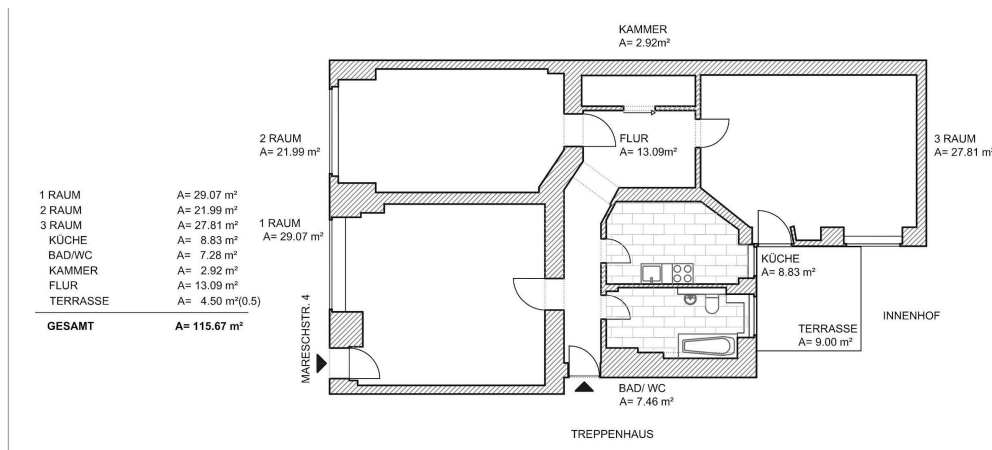 KAMMER
A= 2.92m²
2 RAUM
A= 21.99 m²
FLUR
A= 13.09m²
3 RAUM
A= 27.81 m²
1 RAUM A= 29.07 m²
2 RAUM A= 21.99 m²
3 RAUM A= 27.81 m²
KÜCHE A= 8.83 m²
BAD/WC A= 7.28 m²
KAMMER A= 2.92 m²
FLUR A= 13.09 m²
TERRASSE A= 4.50 m²(0.5)
GESAMT A= 115.67 m²
1 RAUM
A= 29.07 m²
MARESCHSTR. 4
KÜCHE
A= 8.83 m²
TERRASSE
A= 9.00 m²
INNENHOF
BAD/ WC
A= 7.46 m²
TREPPENHAUS